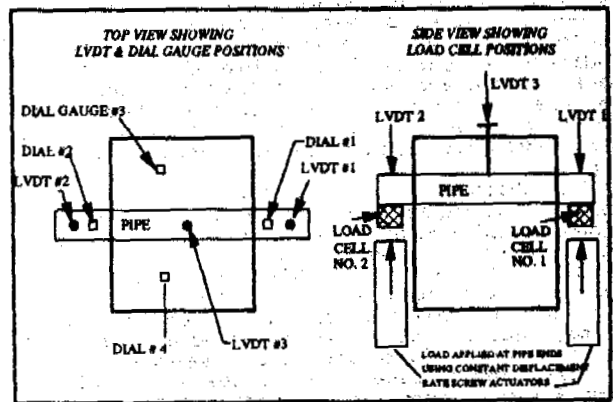 TOP VIEW SHOWING
LVDT & DIAL GAUGE POSITIONS
DIAL GAUGE #3
DIAL #2
LVDT #2
DIAL #1
LVDT #1
PIPE
DIAL # 4
LVDT #3
SIDE VIEW SHOWING
LOAD CELL POSITIONS
LVDT 3
LVDT 2
LVDT 1
PIPE
LOAD
CELL
NO. 2
LOAD
CELL
NO. 1
LOAD APPLIED AT PIPE ENDS
USING CONSTANT DISPLACEMENT
RATE SCREW ACTUATORS